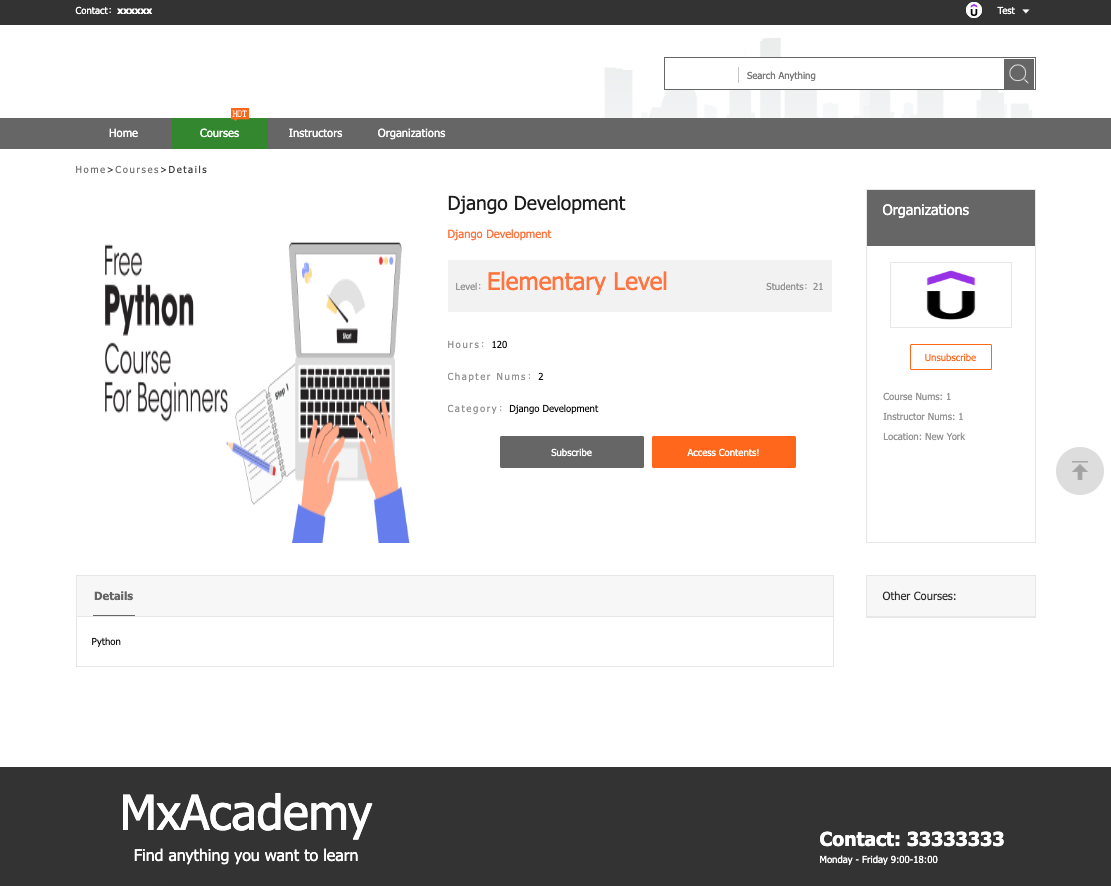 Contact: xxxxxx
Test
Search Anything
HOT
Home
Courses
Instructors
Organizations
Home>Courses>Details
Free
Python
Course
For Beginners
Start
Step 1
Django Development
Django Development
Level: Elementary Level
Students: 21
Hours: 120
Chapter Nums: 2
Category: Django Development
Subscribe
Access Contents!
Organizations
Unsubscribe
Course Nums: 1
Instructor Nums: 1
Location: New York
Details
Python
Other Courses:
MxAcademy
Find anything you want to learn
Contact: 33333333
Monday - Friday 9:00-18:00